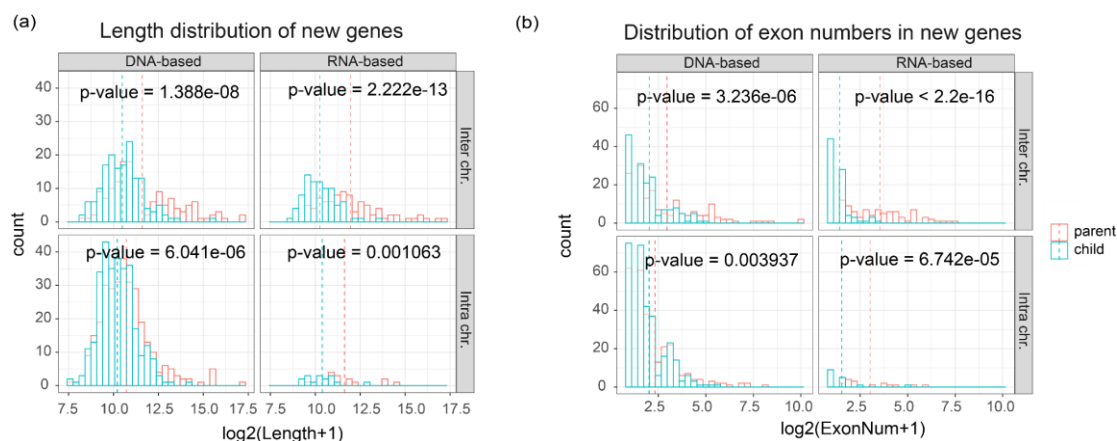 (a)
Length distribution of new genes
DNA-based
RNA-based
p-value = 1.388e-08
p-value = 2.222e-13
Inter chr.
p-value = 6.041e-06
p-value = 0.001063
Intra chr.
count
40
30
20
10
0
40
30
20
10
0
7.5 10.0 12.5 15.0 17.5
7.5 10.0 12.5 15.0 17.5
log2(Length+1)
(b)
Distribution of exon numbers in new genes
DNA-based
RNA-based
p-value = 3.236e-06
p-value < 2.2e-16
Inter chr.
p-value = 0.003937
p-value = 6.742e-05
Intra chr.
count
60
40
20
0
60
40
20
0
2.5 5.0 7.5 10.0
2.5 5.0 7.5 10.0
log2(ExonNum+1)
parent
child